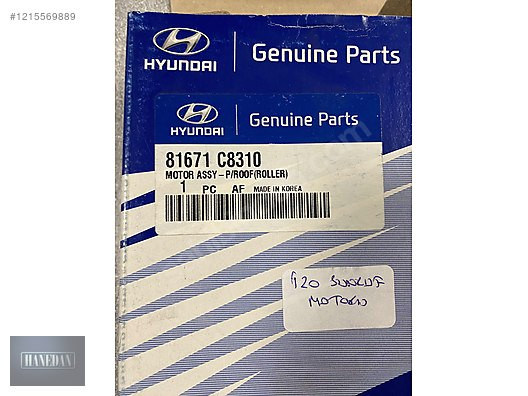 #1215569889
HYUNDAI
Genuine Parts
HYUNDAI
Genuine Parts
81671 C8310
MOTOR ASSY-P/ROOF(ROLLER)
1 PC AF MADE IN KOREA
i20 SUNRUF
MOTORU
HANEDAN